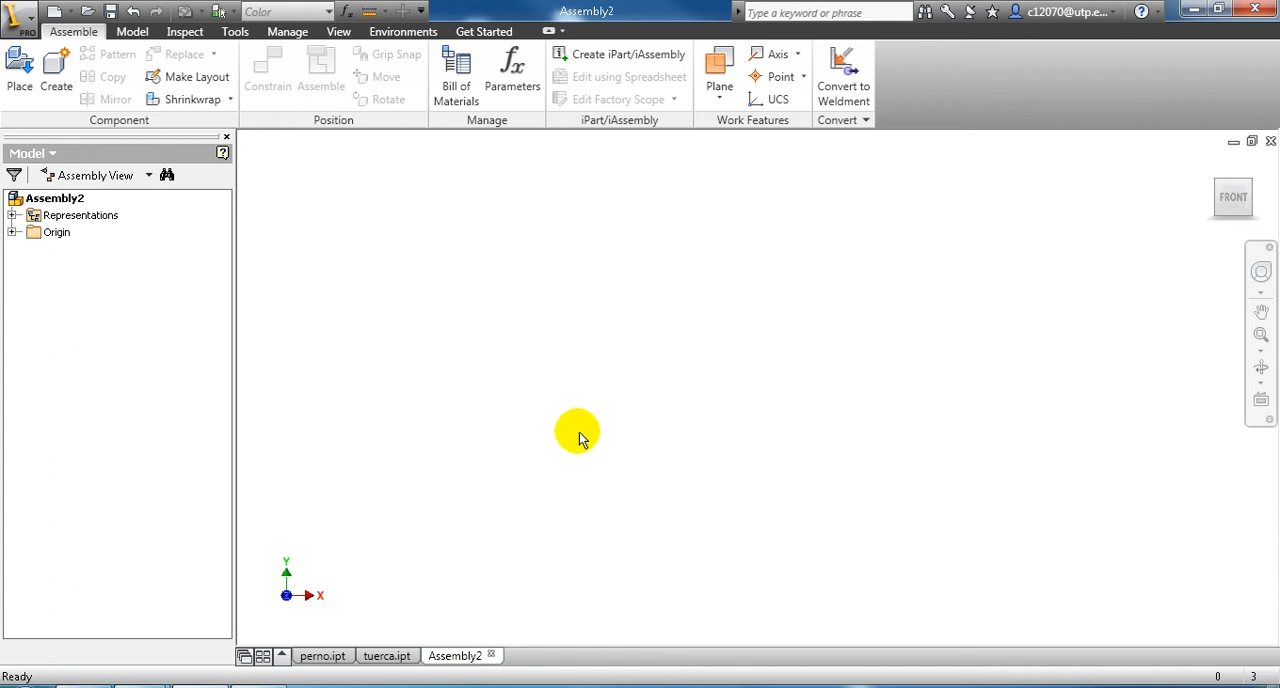 PRO
Color
Assembly2
Type a keyword or phrase
c12070@utp.e...
Assemble Model Inspect Tools Manage View Environments Get Started
Place
Create
Pattern
Copy
Mirror
Replace
Make Layout
Shrinkwrap
Component
Constrain
Assemble
Grip Snap
Move
Rotate
Position
Bill of
Materials
Parameters
Manage
Create iPart/iAssembly
Edit using Spreadsheet
Edit Factory Scope
iPart/iAssembly
Plane
Axis
Point
UCS
Work Features
Convert to
Weldment
Convert
Model
Assembly View
Assembly2
Representations
Origin
FRONT
Y
Z
X
perno.ipt tuerca.ipt Assembly2
Ready 0 3